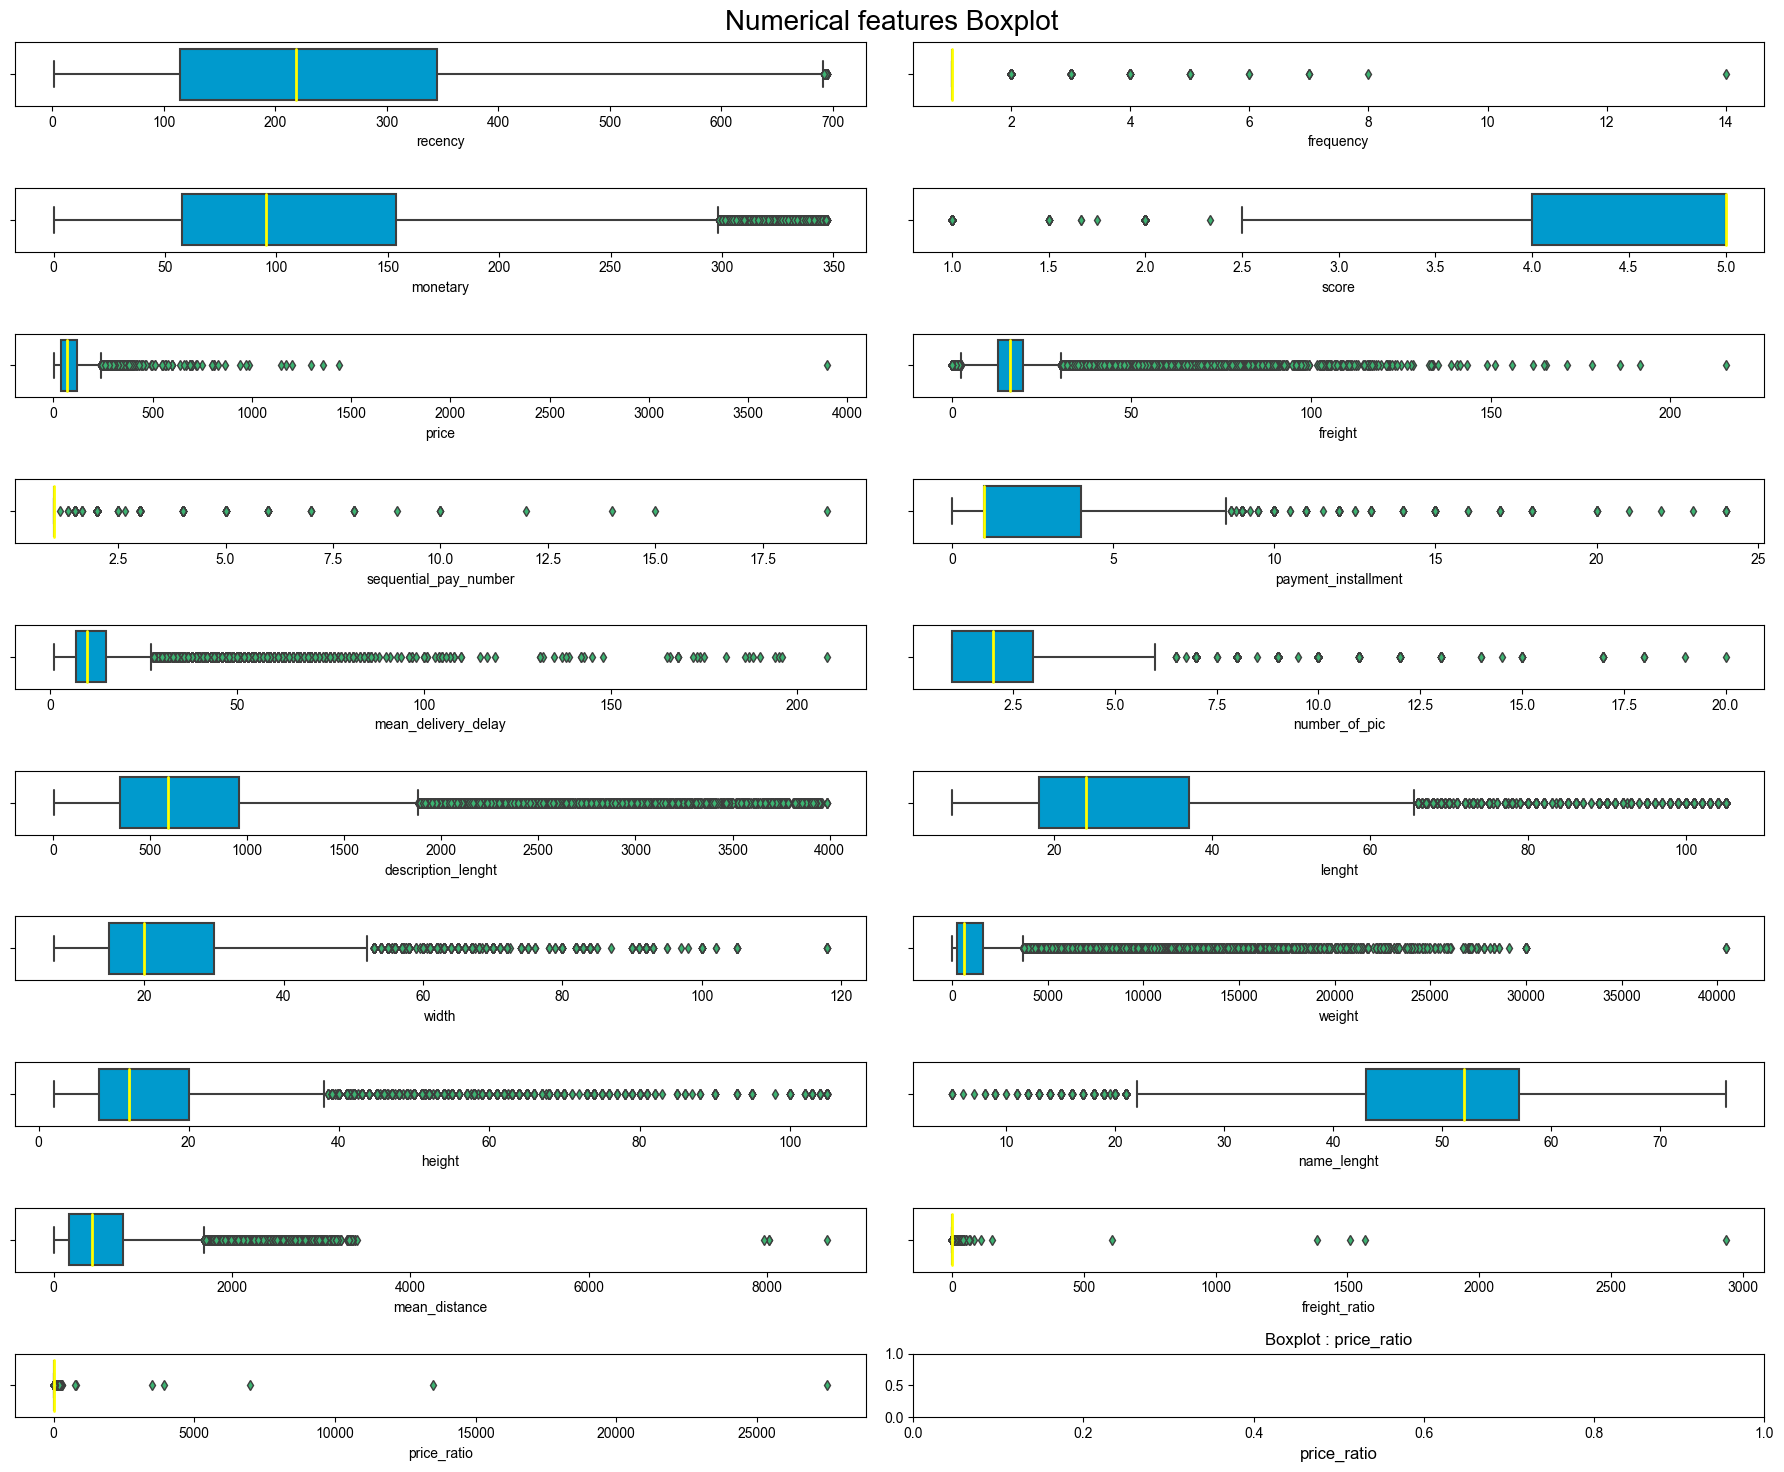 Numerical features Boxplot
0 100 200 300 400 500 600 700
recency
2 4 6 8 10 12 14
frequency
0 50 100 150 200 250 300 350
monetary
1.0 1.5 2.0 2.5 3.0 3.5 4.0 4.5 5.0
score
0 500 1000 1500 2000 2500 3000 3500 4000
price
0 50 100 150 200
freight
2.5 5.0 7.5 10.0 12.5 15.0 17.5
sequential_pay_number
0 5 10 15 20 25
payment_installment
0 50 100 150 200
mean_delivery_delay
2.5 5.0 7.5 10.0 12.5 15.0 17.5 20.0
number_of_pic
0 500 1000 1500 2000 2500 3000 3500 4000
description_lenght
20 40 60 80 100
lenght
20 40 60 80 100 120
width
0 5000 10000 15000 20000 25000 30000 35000 40000
weight
0 20 40 60 80 100
height
10 20 30 40 50 60 70
name_lenght
0 2000 4000 6000 8000
mean_distance
0 500 1000 1500 2000 2500 3000
freight_ratio
0 5000 10000 15000 20000 25000
price_ratio
Boxplot : price_ratio
1.0
0.5
0.0
0.0 0.2 0.4 0.6 0.8 1.0
price_ratio